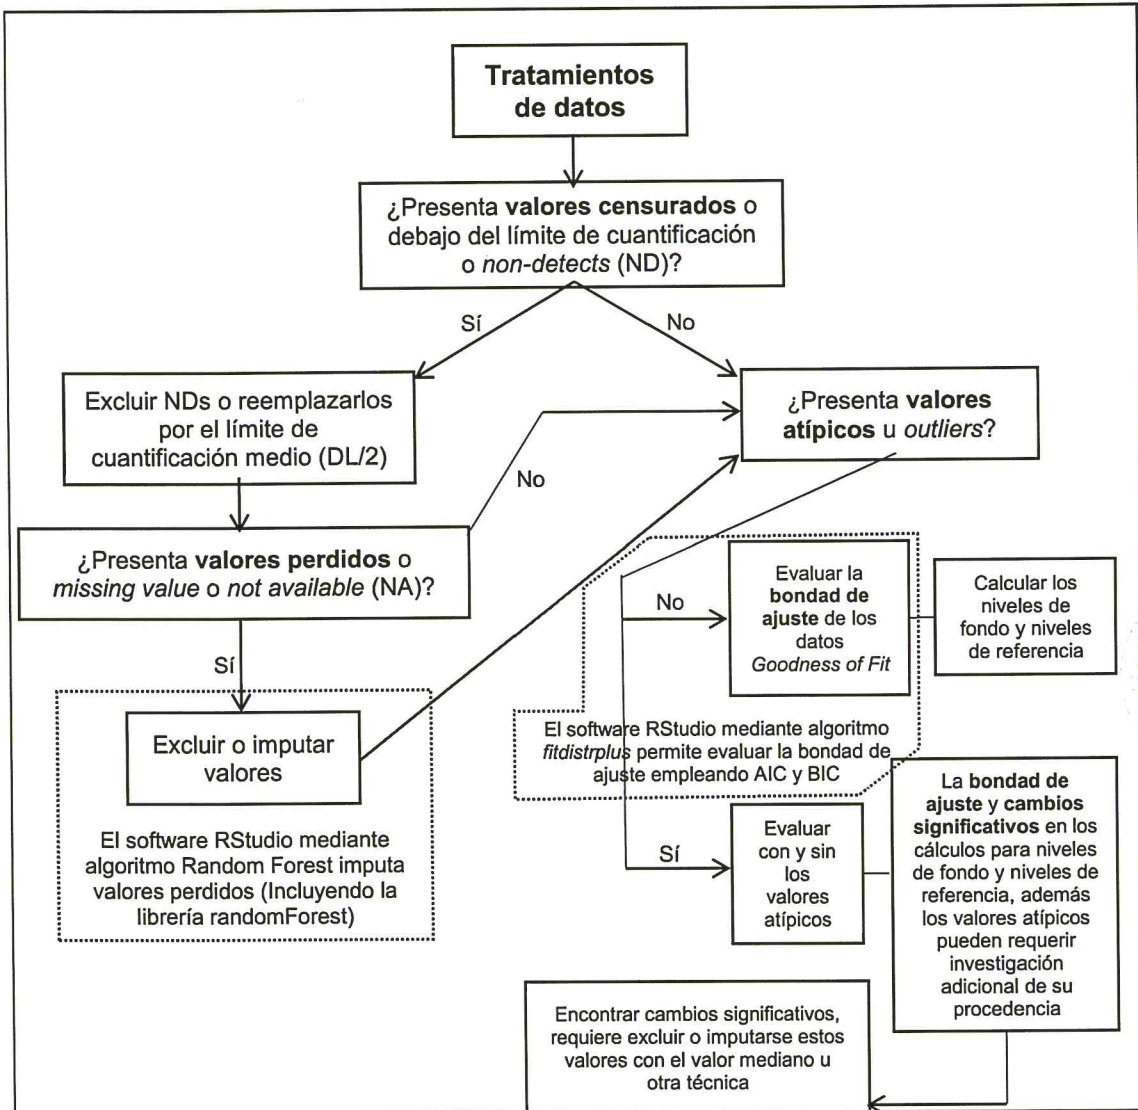 Tratamientos
de datos
¿Presenta valores censurados o
debajo del límite de cuantificación
o non-detects (ND)?
Sí
No
Excluir NDs o reemplazarlos
por el límite de
cuantificación medio (DL/2)
¿Presenta valores
atípicos u outliers?
No
¿Presenta valores perdidos o
missing value o not available (NA)?
Sí
Excluir o imputar
valores
El software RStudio mediante
algoritmo Random Forest imputa
valores perdidos (Incluyendo la
librería randomForest)
No
Evaluar la
bondad de
ajuste de los
datos
Goodness of Fit
Calcular los
niveles de
fondo y niveles
de referencia
El software RStudio mediante algoritmo
fitdistrplus permite evaluar la bondad de
ajuste empleando AIC y BIC
Sí
Evaluar
con y sin
los
valores
atípicos
La bondad de
ajuste y cambios
significativos en los
cálculos para niveles
de fondo y niveles de
referencia, además
los valores atípicos
pueden requerir
investigación
adicional de su
procedencia
Encontrar cambios significativos,
requiere excluir o imputarse estos
valores con el valor mediano u
otra técnica